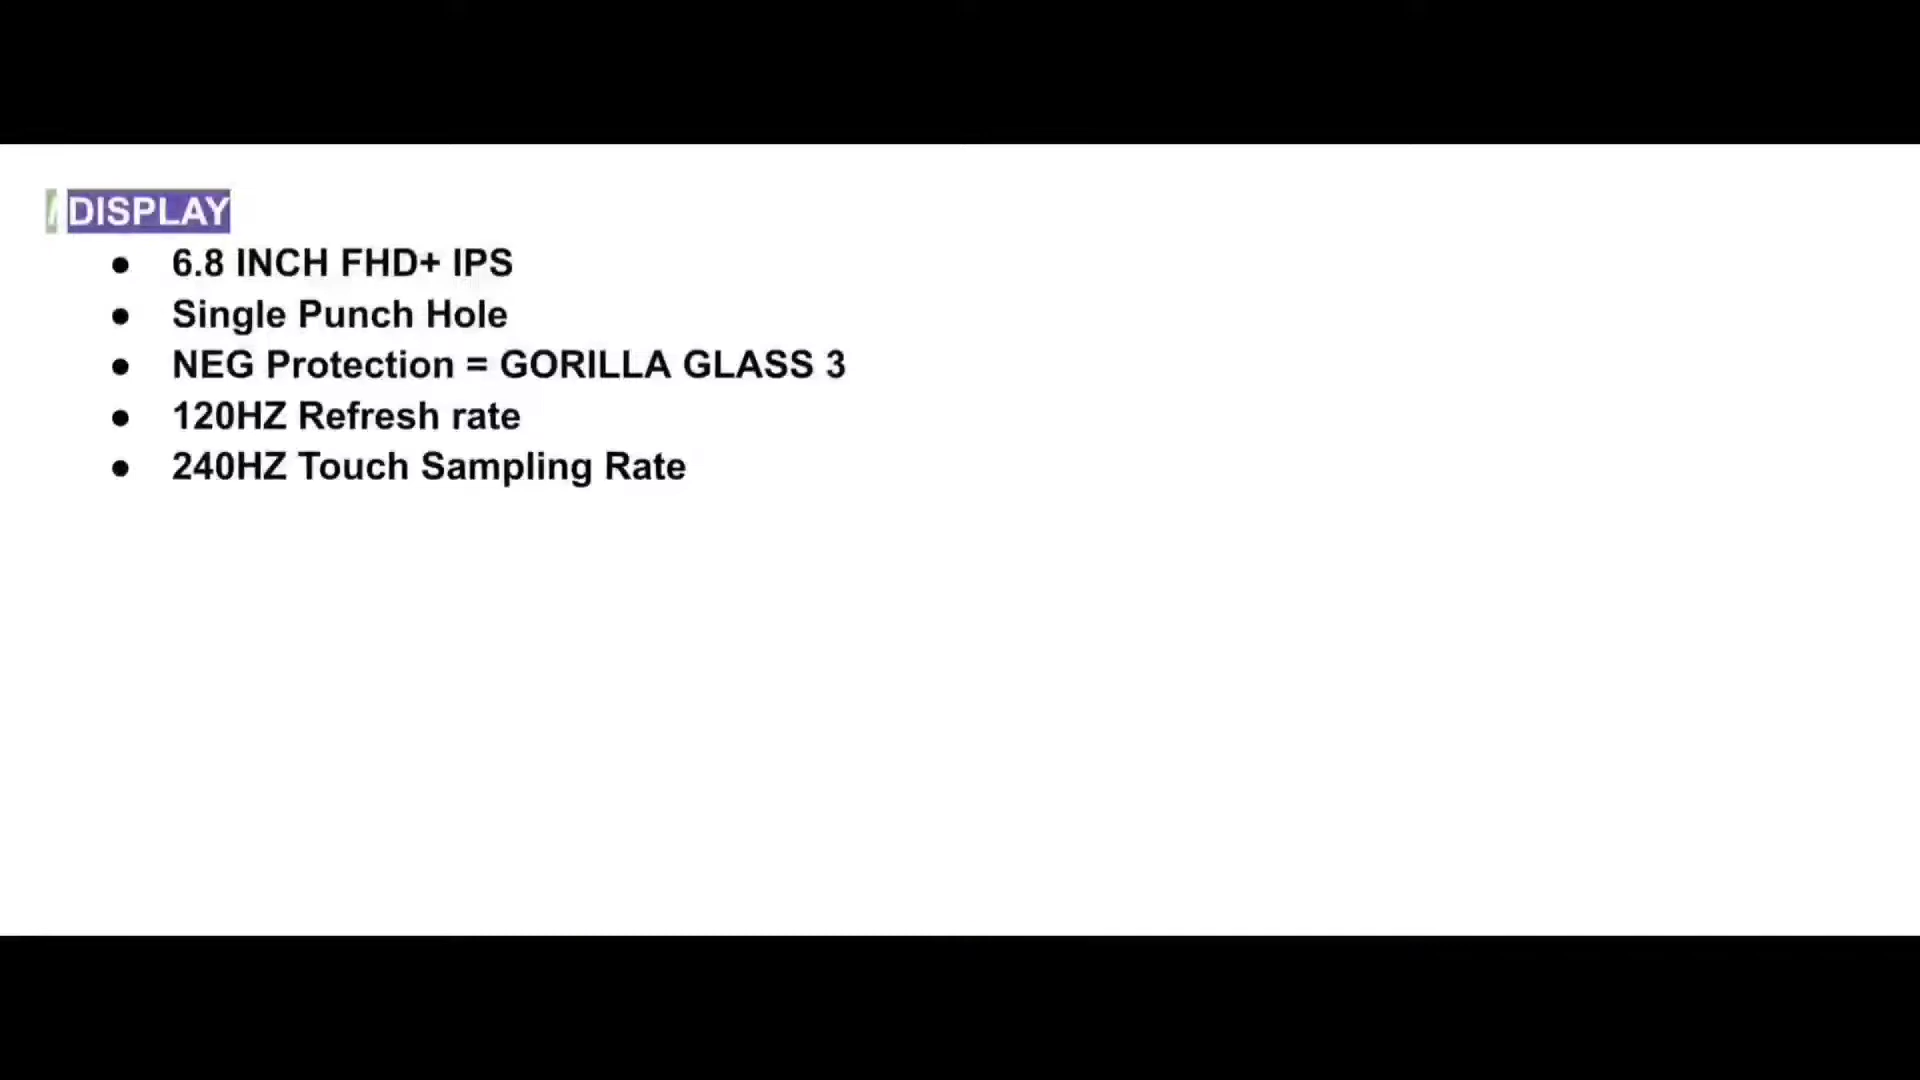 DISPLAY
● 6.8 INCH FHD+ IPS
● Single Punch Hole
● NEG Protection = GORILLA GLASS 3
● 120HZ Refresh rate
● 240HZ Touch Sampling Rate